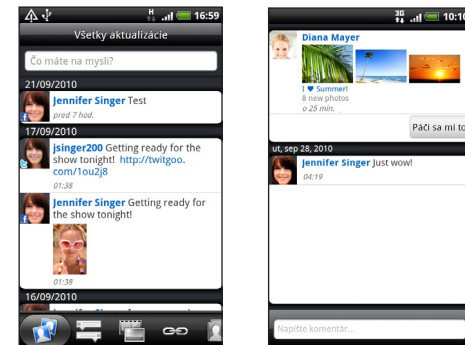 H 16:59
Všetky aktualizácie
Čo máte na mysli?
21/09/2010
Jennifer Singer Test
pred 7 hod.
17/09/2010
jsinger200 Getting ready for the
show tonight! http://twitgoo.
com/1ou2j8
01:38
Jennifer Singer Getting ready for
the show tonight!
01:38
16/09/2010
3G 10:10
Diana Mayer
I ♥ Summer!
8 new photos
o 25 min.
Páči sa mi to
ut, sep 28, 2010
Jennifer Singer Just wow!
04:19
Napíšte komentár...